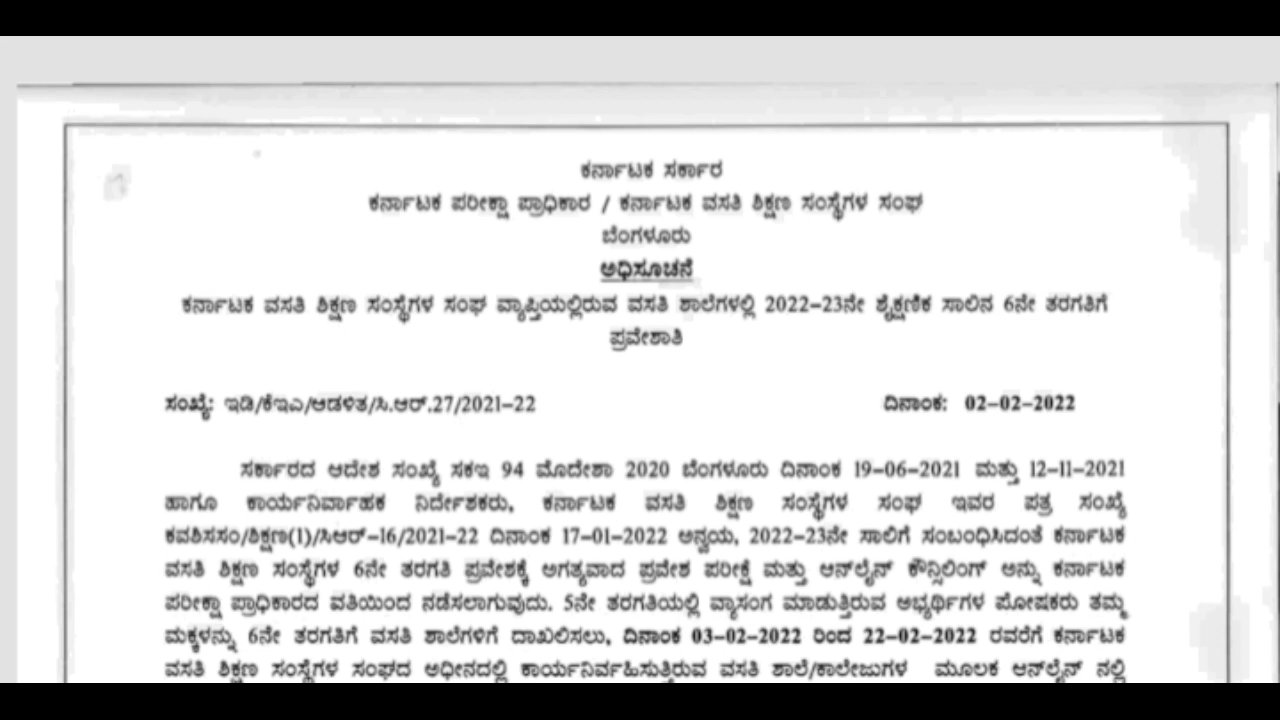 ಕರ್ನಾಟಕ ಸರ್ಕಾರ
ಕರ್ನಾಟಕ ಪರೀಕ್ಷಾ ಪ್ರಾಧಿಕಾರ / ಕರ್ನಾಟಕ ವಸತಿ ಶಿಕ್ಷಣ ಸಂಸ್ಥೆಗಳ ಸಂಘ
ಬೆಂಗಳೂರು
ಅಧಿಸೂಚನೆ
ಕರ್ನಾಟಕ ವಸತಿ ಶಿಕ್ಷಣ ಸಂಸ್ಥೆಗಳ ಸಂಘ ವ್ಯಾಪ್ತಿಯಲ್ಲಿರುವ ವಸತಿ ಶಾಲೆಗಳಲ್ಲಿ 2022-23ನೇ ಶೈಕ್ಷಣಿಕ ಸಾಲಿನ 6ನೇ ತರಗತಿಗೆ
ಪ್ರವೇಶಾತಿ
ಸಂಖ್ಯೆ: ಇಡಿ/ಕೆಇಎ/ಆಡಳಿತ/ಸಿ.ಆರ್.27/2021-22 ದಿನಾಂಕ: 02-02-2022
ಸರ್ಕಾರದ ಆದೇಶ ಸಂಖ್ಯೆ ಸಕಇ 94 ಮೊದೇಶಾ 2020 ಬೆಂಗಳೂರು ದಿನಾಂಕ 19-06-2021 ಮತ್ತು 12-11-2021
ಹಾಗೂ ಕಾರ್ಯನಿರ್ವಾಹಕ ನಿರ್ದೇಶಕರು, ಕರ್ನಾಟಕ ವಸತಿ ಶಿಕ್ಷಣ ಸಂಸ್ಥೆಗಳ ಸಂಘ ಇವರ ಪತ್ರ ಸಂಖ್ಯೆ
ಕವಶಿಸಸಂ/ಶಿಕ್ಷಣ(1)/ಸಿಆರ್-16/2021-22 ದಿನಾಂಕ 17-01-2022 ಅನ್ವಯ, 2022-23ನೇ ಸಾಲಿಗೆ ಸಂಬಂಧಿಸಿದಂತೆ ಕರ್ನಾಟಕ
ವಸತಿ ಶಿಕ್ಷಣ ಸಂಸ್ಥೆಗಳ 6ನೇ ತರಗತಿ ಪ್ರವೇಶಕ್ಕೆ ಅಗತ್ಯವಾದ ಪ್ರವೇಶ ಪರೀಕ್ಷೆ ಮತ್ತು ಆನ್‌ಲೈನ್ ಕೌನ್ಸಿಲಿಂಗ್ ಅನ್ನು ಕರ್ನಾಟಕ
ಪರೀಕ್ಷಾ ಪ್ರಾಧಿಕಾರದ ವತಿಯಿಂದ ನಡೆಸಲಾಗುವುದು. 5ನೇ ತರಗತಿಯಲ್ಲಿ ವ್ಯಾಸಂಗ ಮಾಡುತ್ತಿರುವ ಅಭ್ಯರ್ಥಿಗಳ ಪೋಷಕರು ತಮ್ಮ
ಮಕ್ಕಳನ್ನು 6ನೇ ತರಗತಿಗೆ ವಸತಿ ಶಾಲೆಗಳಿಗೆ ದಾಖಲಿಸಲು, ದಿನಾಂಕ 03-02-2022 ರಿಂದ 22-02-2022 ರವರೆಗೆ ಕರ್ನಾಟಕ
ವಸತಿ ಶಿಕ್ಷಣ ಸಂಸ್ಥೆಗಳ ಸಂಘದ ಅಧೀನದಲ್ಲಿ ಕಾರ್ಯನಿರ್ವಹಿಸುತ್ತಿರುವ ವಸತಿ ಶಾಲೆ/ಕಾಲೇಜುಗಳ ಮೂಲಕ ಆನ್‌ಲೈನ್ ನಲ್ಲಿ